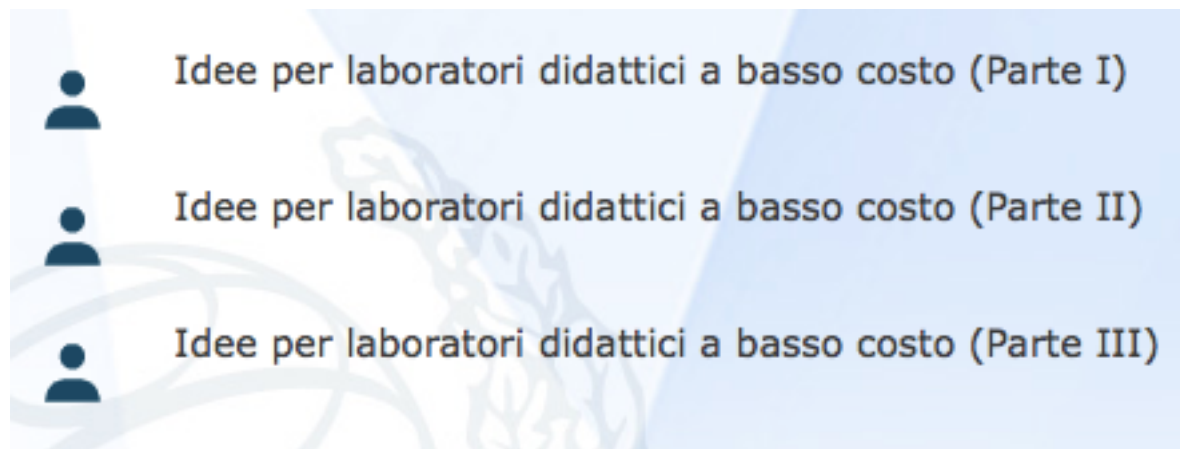 Idee per laboratori didattici a basso costo (Parte I)
Idee per laboratori didattici a basso costo (Parte II)
Idee per laboratori didattici a basso costo (Parte III)